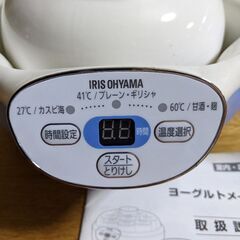 IRIS OHYAMA
41℃/プレーン・ギリシャ
27℃/カスピ海
60℃/甘酒・麹
時間設定
時間
温度選択
スタート
とりけし
ヨーグルトメー
取扱説